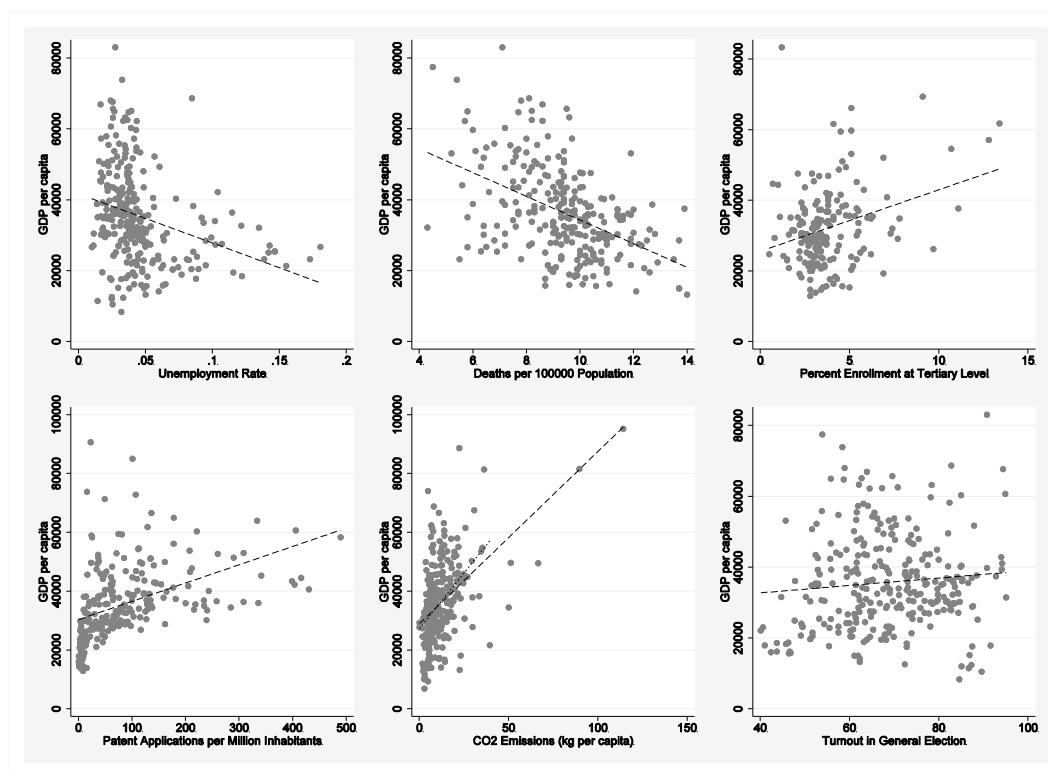 GDP per capita
0 20000 40000 60000 80000
0 .05 .1 .15 .2
Unemployment Rate
GDP per capita
0 20000 40000 60000 80000
4 6 8 10 12 14
Deaths per 100000 Population
GDP per capita
0 20000 40000 60000 80000
0 5 10 15
Percent Enrollment at Tertiary Level
GDP per capita
0 20000 40000 60000 80000 100000
0 100 200 300 400 500
Patent Applications per Million Inhabitants
GDP per capita
0 20000 40000 60000 80000 100000
0 50 100 150
CO2 Emissions (kg per capita)
GDP per capita
0 20000 40000 60000 80000
40 60 80 100
Turnout in General Election